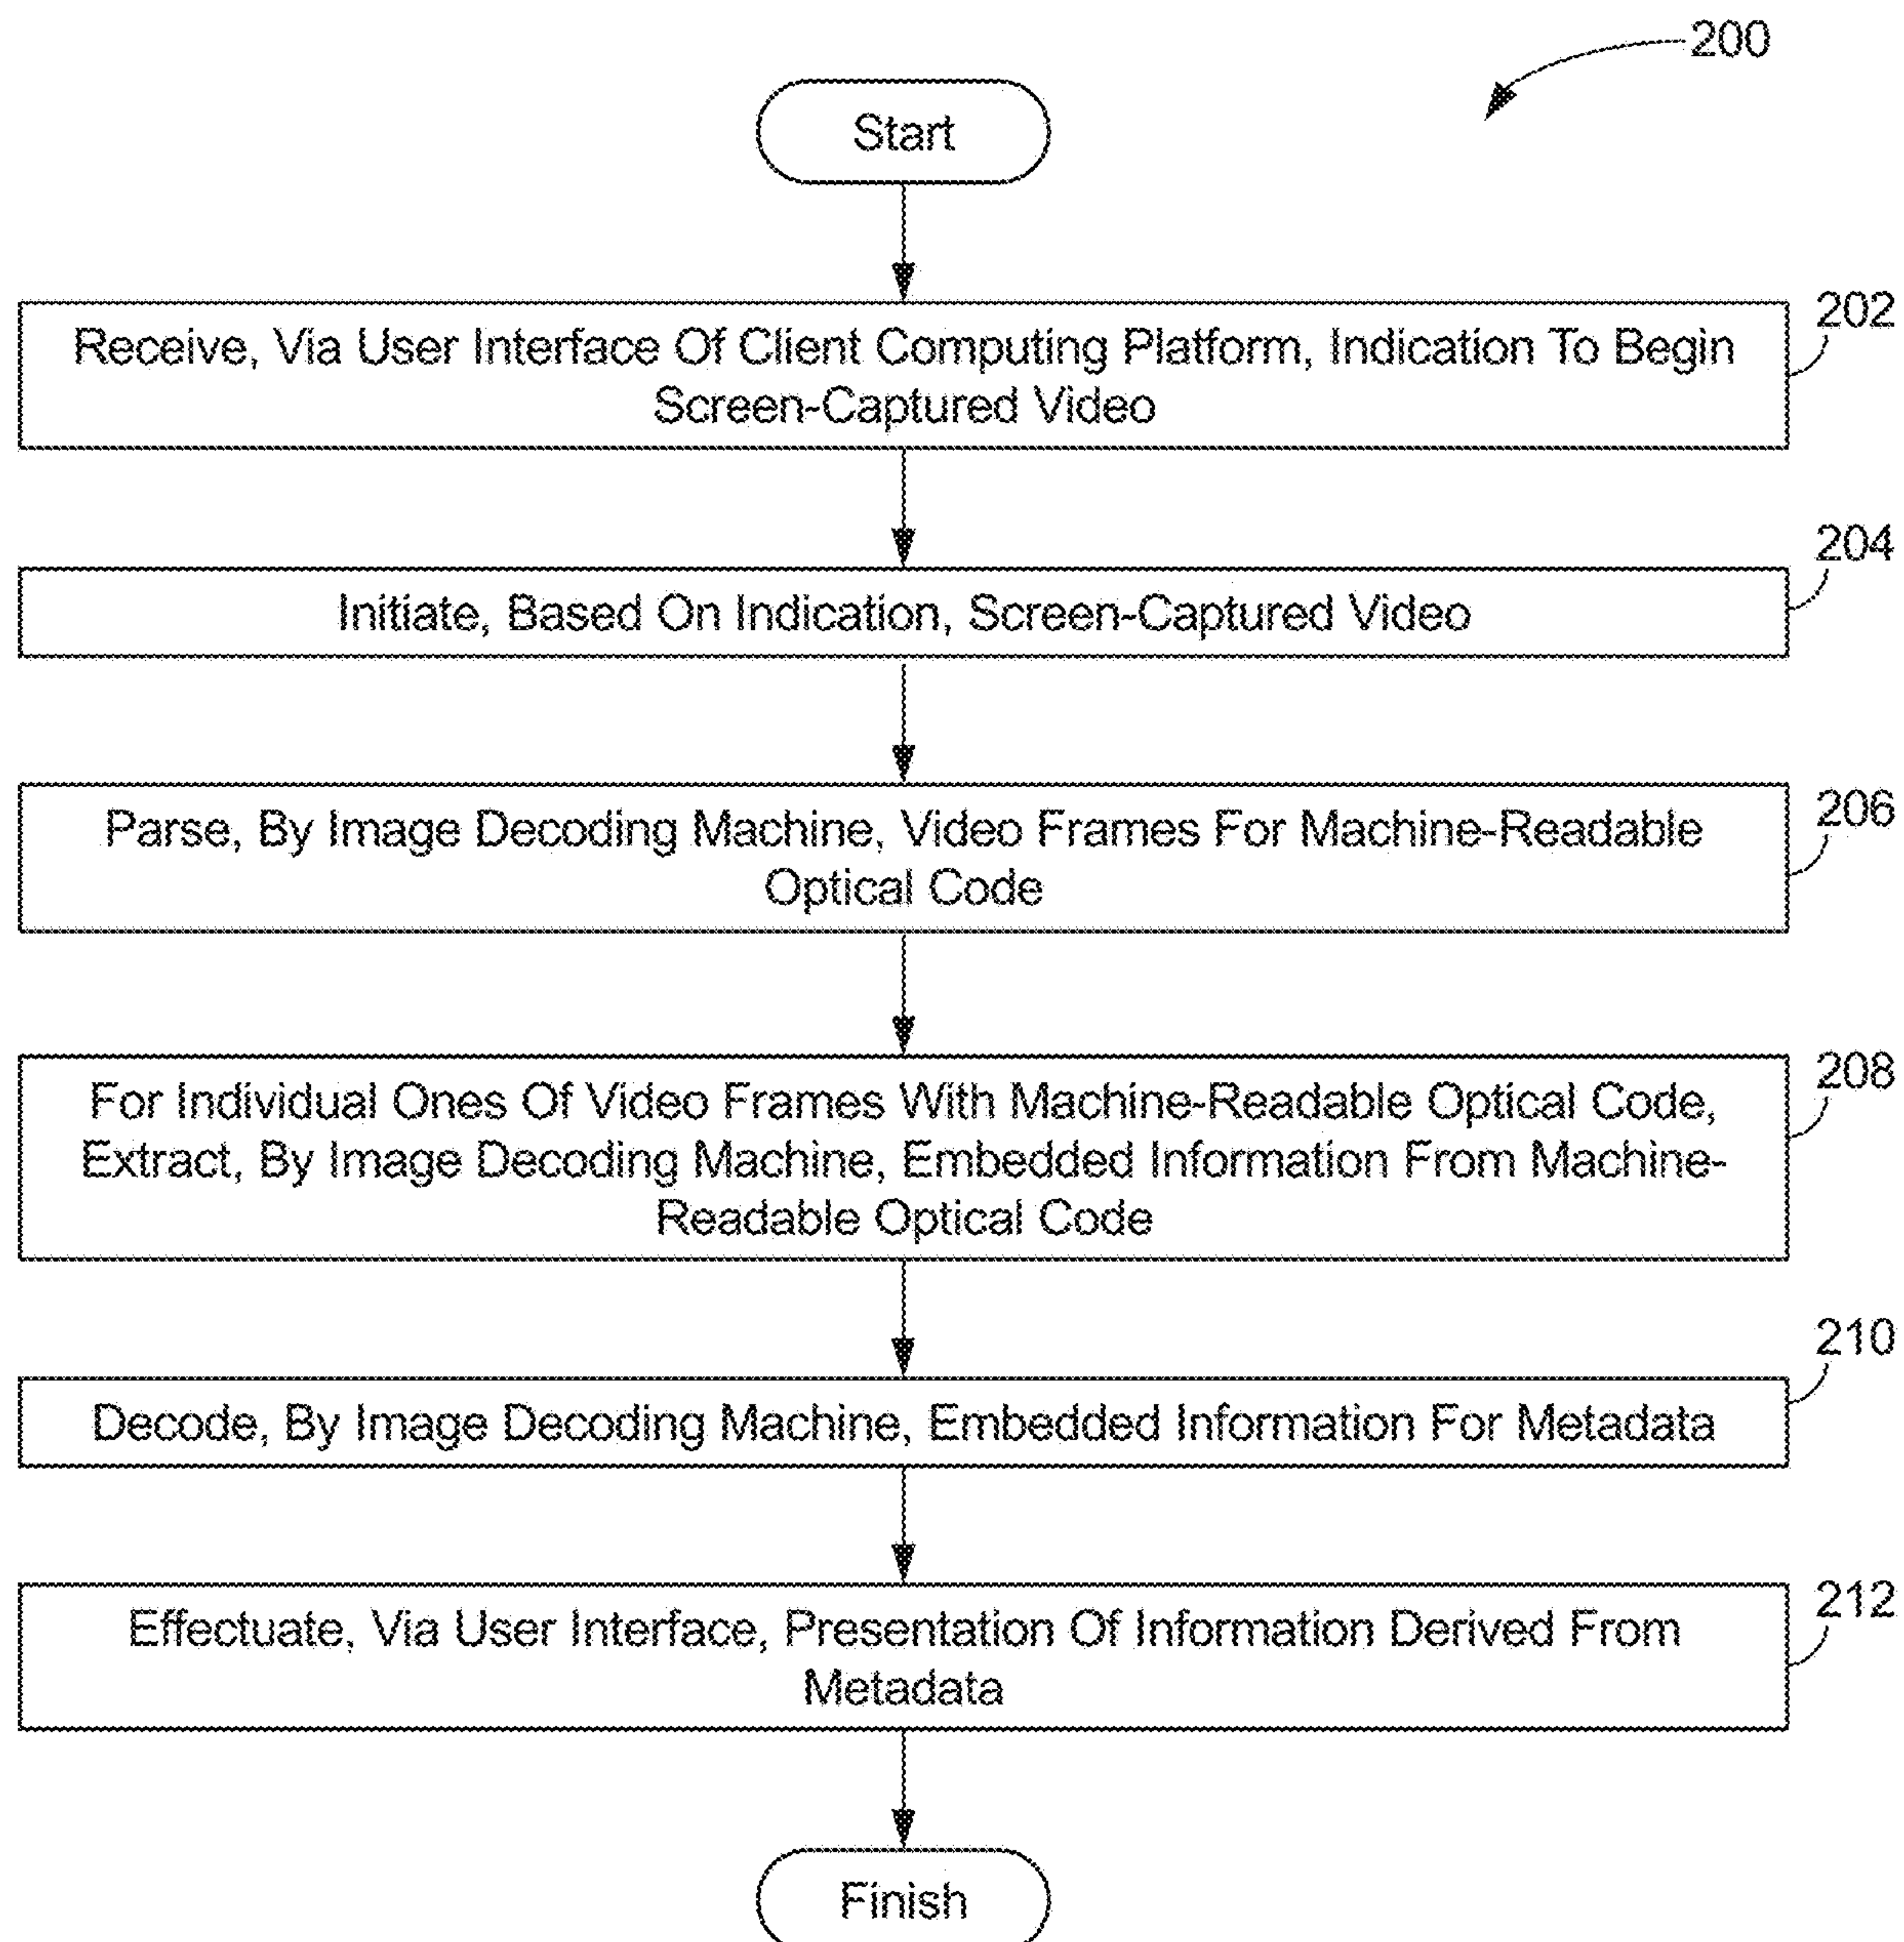 200
Start
202
Receive, Via User Interface Of Client Computing Platform, Indication To Begin
Screen-Captured Video
204
Initiate, Based On Indication, Screen-Captured Video
206
Parse, By Image Decoding Machine, Video Frames For Machine-Readable
Optical Code
208
For Individual Ones Of Video Frames With Machine-Readable Optical Code,
Extract, By Image Decoding Machine, Embedded Information From Machine-
Readable Optical Code
210
Decode, By Image Decoding Machine, Embedded Information For Metadata
212
Effectuate, Via User Interface, Presentation Of Information Derived From
Metadata
Finish